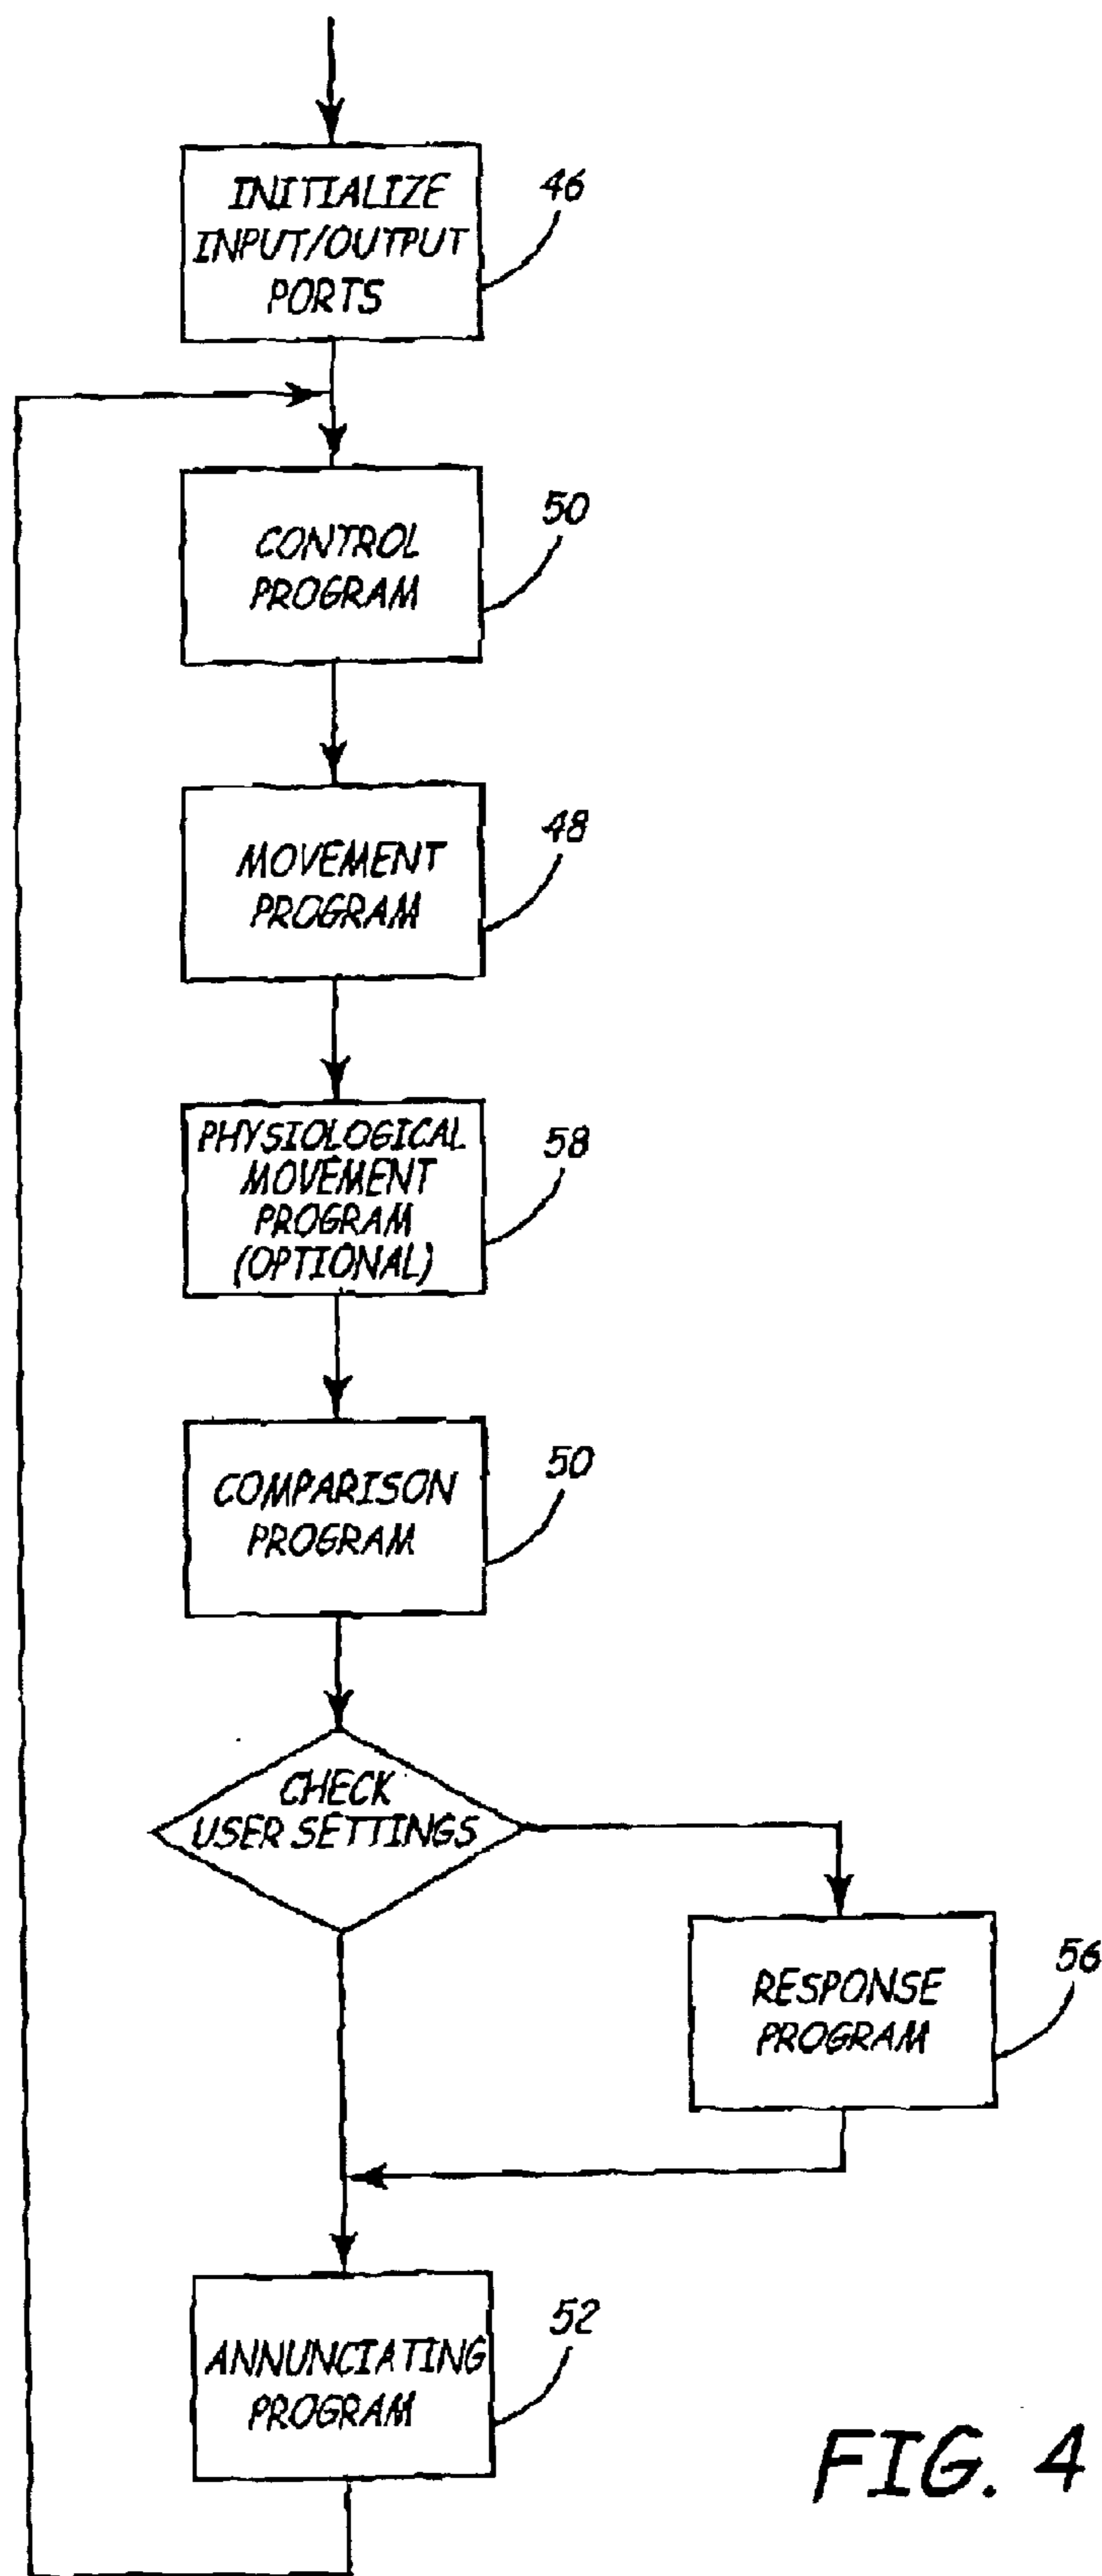 INITIALIZE
INPUT/OUTPUT
PORTS
46
CONTROL
PROGRAM
50
MOVEMENT
PROGRAM
48
PHYSIOLOGICAL
MOVEMENT
PROGRAM
(OPTIONAL)
58
COMPARISON
PROGRAM
50
CHECK
USER SETTINGS
RESPONSE
PROGRAM
56
ANNUNCIATING
PROGRAM
52
FIG. 4